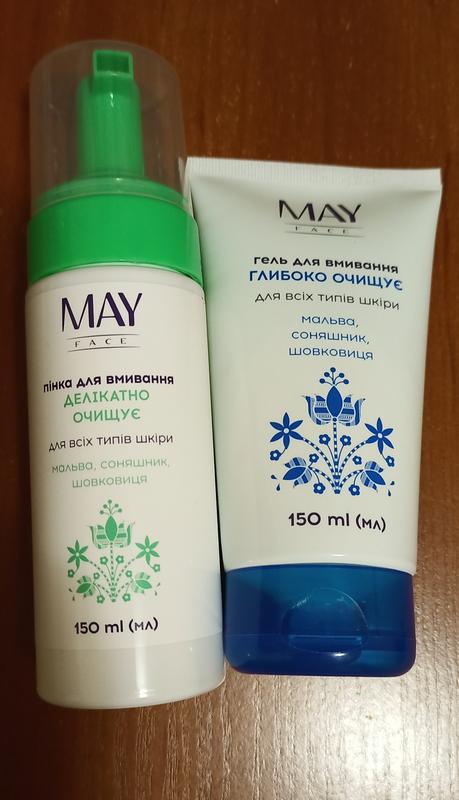 MAY
FACE
пінка для вмивання
ДЕЛІКАТНО
ОЧИЩУЄ
для всіх типів шкіри
мальва, соняшник,
шовковиця
150 ml (мл)
MAY
FACE
гель для вмивання
ГЛИБОКО ОЧИЩУЄ
для всіх типів шкіри
мальва,
соняшник,
шовковиця
150 ml (мл)